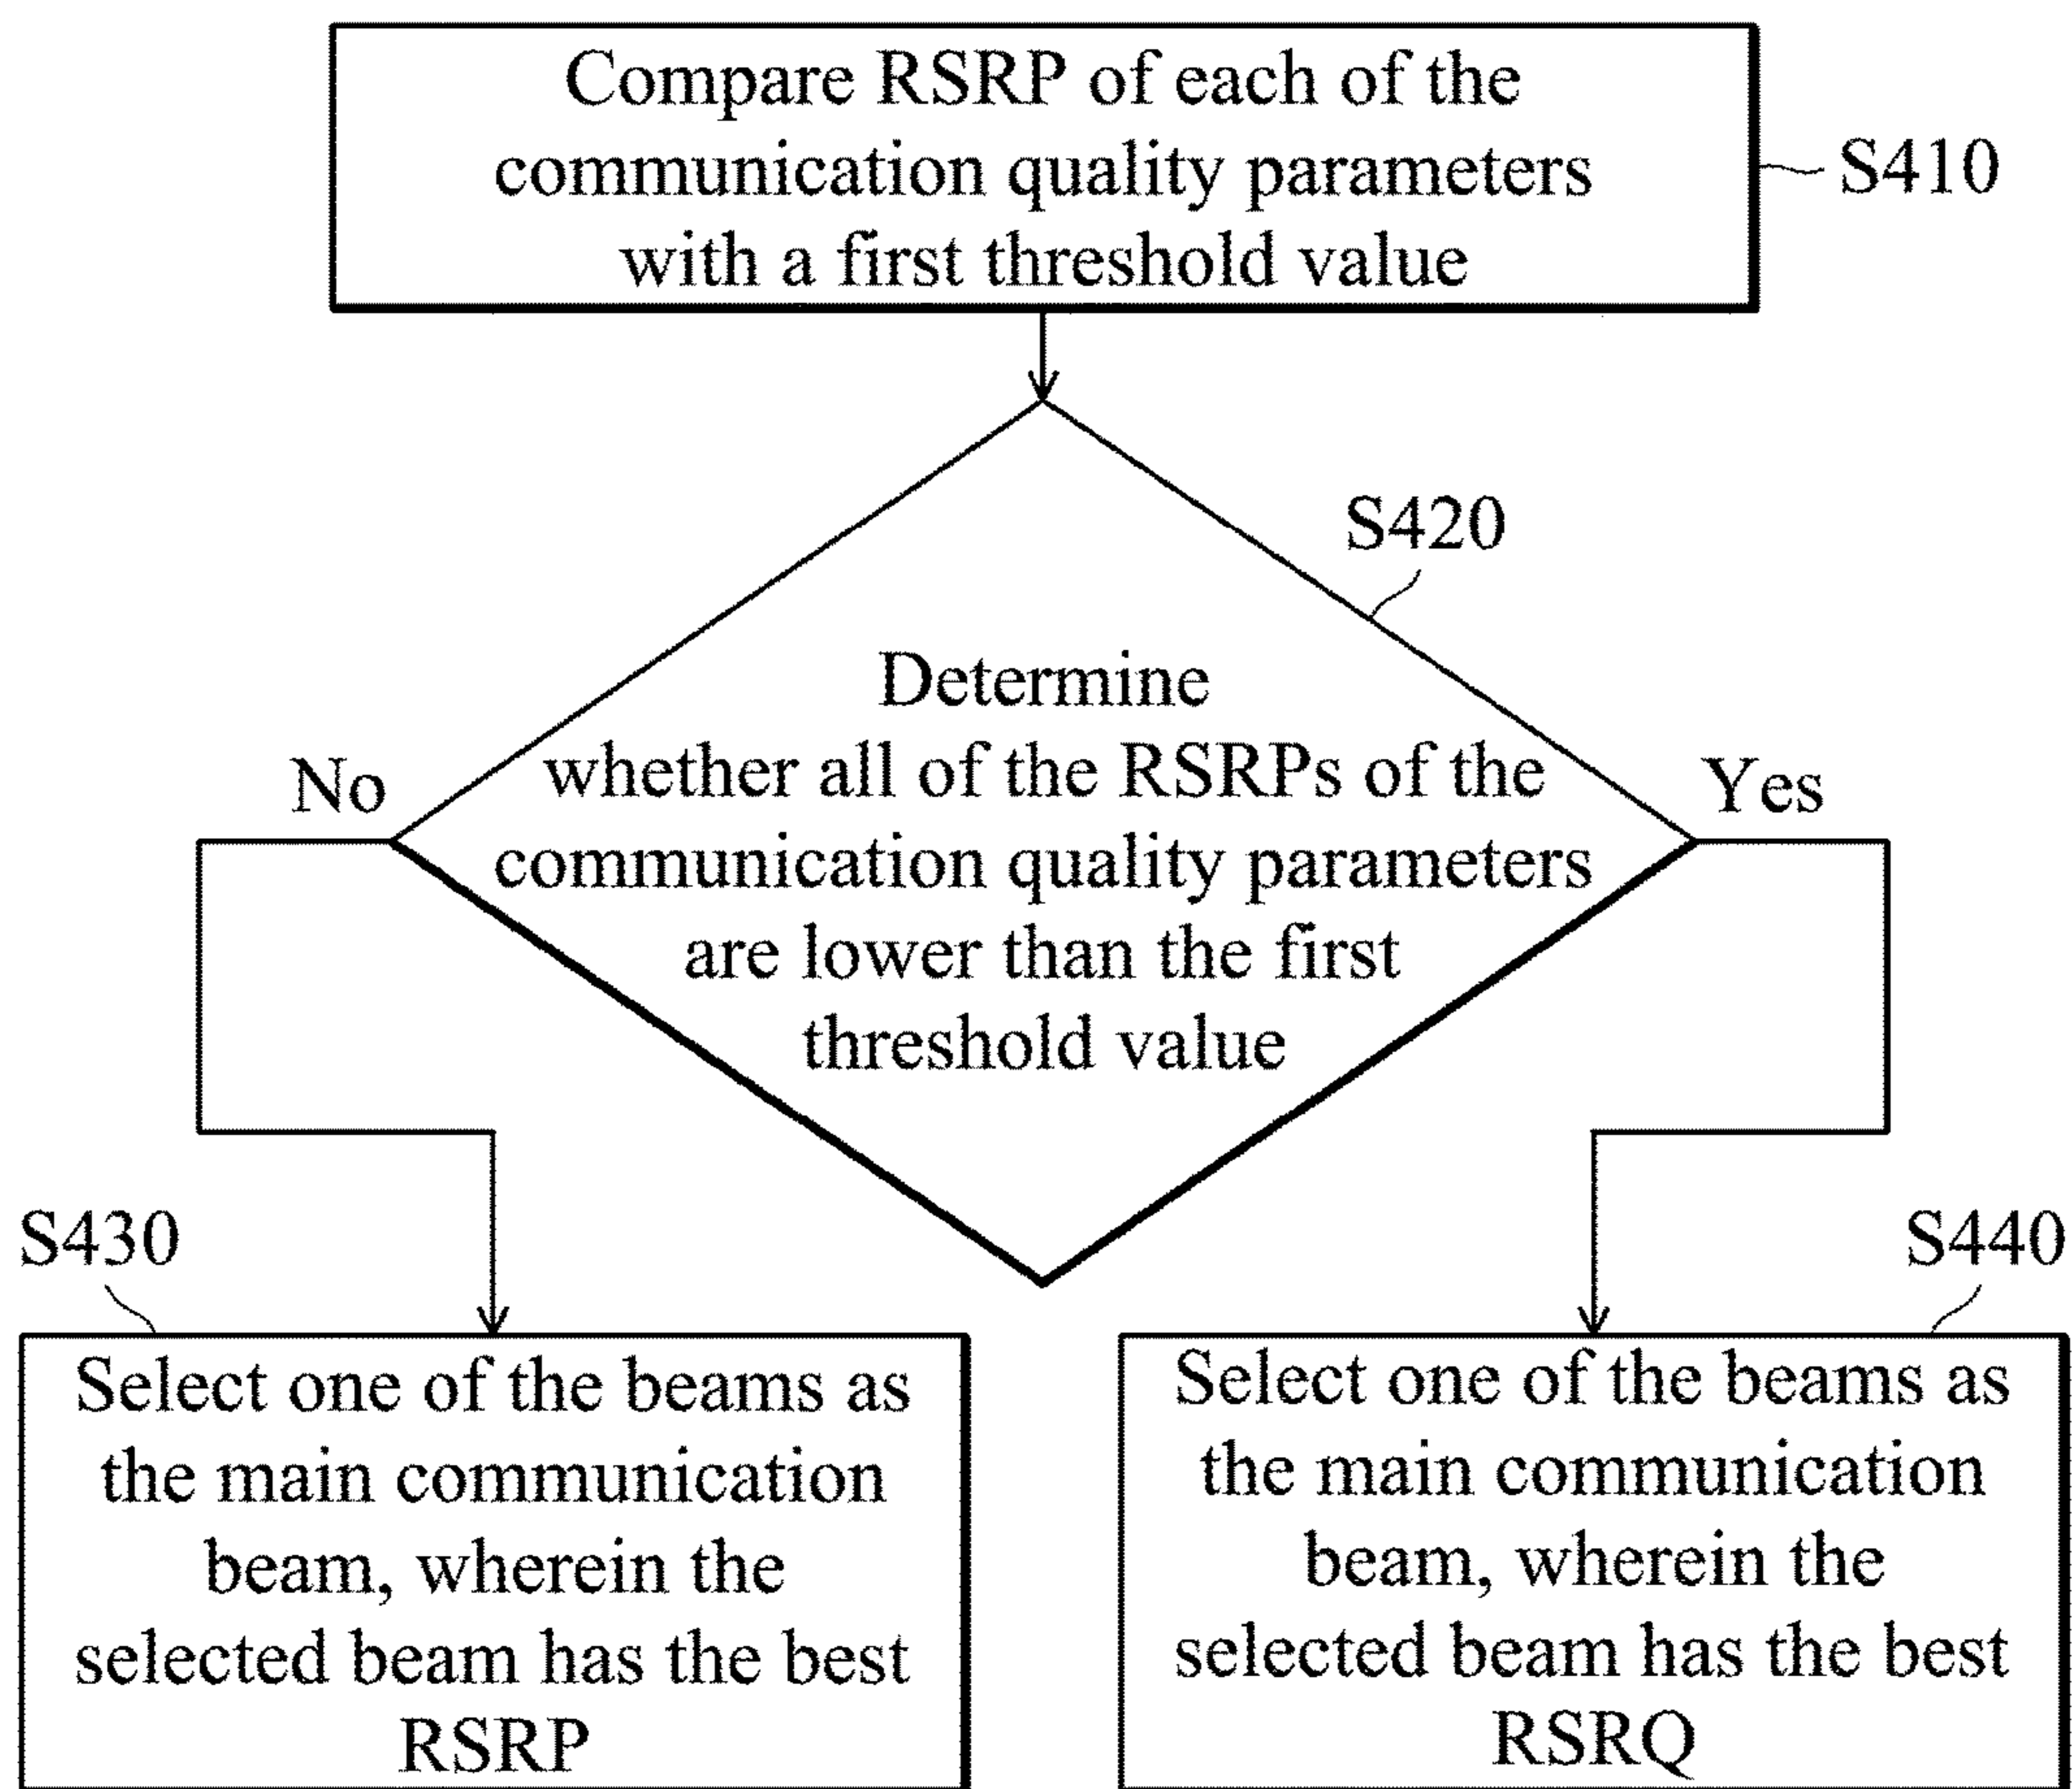 Compare RSRP of each of the
communication quality parameters
with a first threshold value
S410
S420
Determine
whether all of the RSRPs of the
communication quality parameters
are lower than the first
threshold value
No
Yes
S430
Select one of the beams as
the main communication
beam, wherein the
selected beam has the best
RSRP
S440
Select one of the beams as
the main communication
beam, wherein the
selected beam has the best
RSRQ